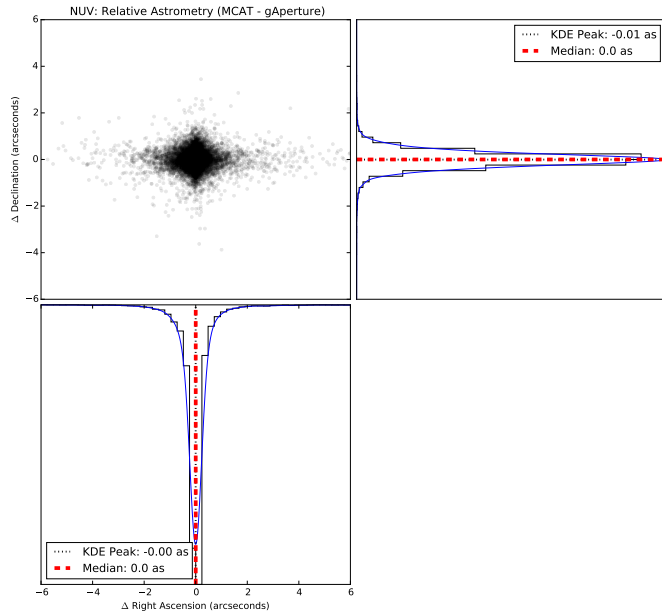 NUV: Relative Astrometry (MCAT - gAperture)
6
4
2
0
−2
−4
−6
Δ Declination (arcseconds)
KDE Peak: -0.01 as
Median: 0.0 as
KDE Peak: -0.00 as
Median: 0.0 as
−6 −4 −2 0 2 4 6
Δ Right Ascension (arcseconds)